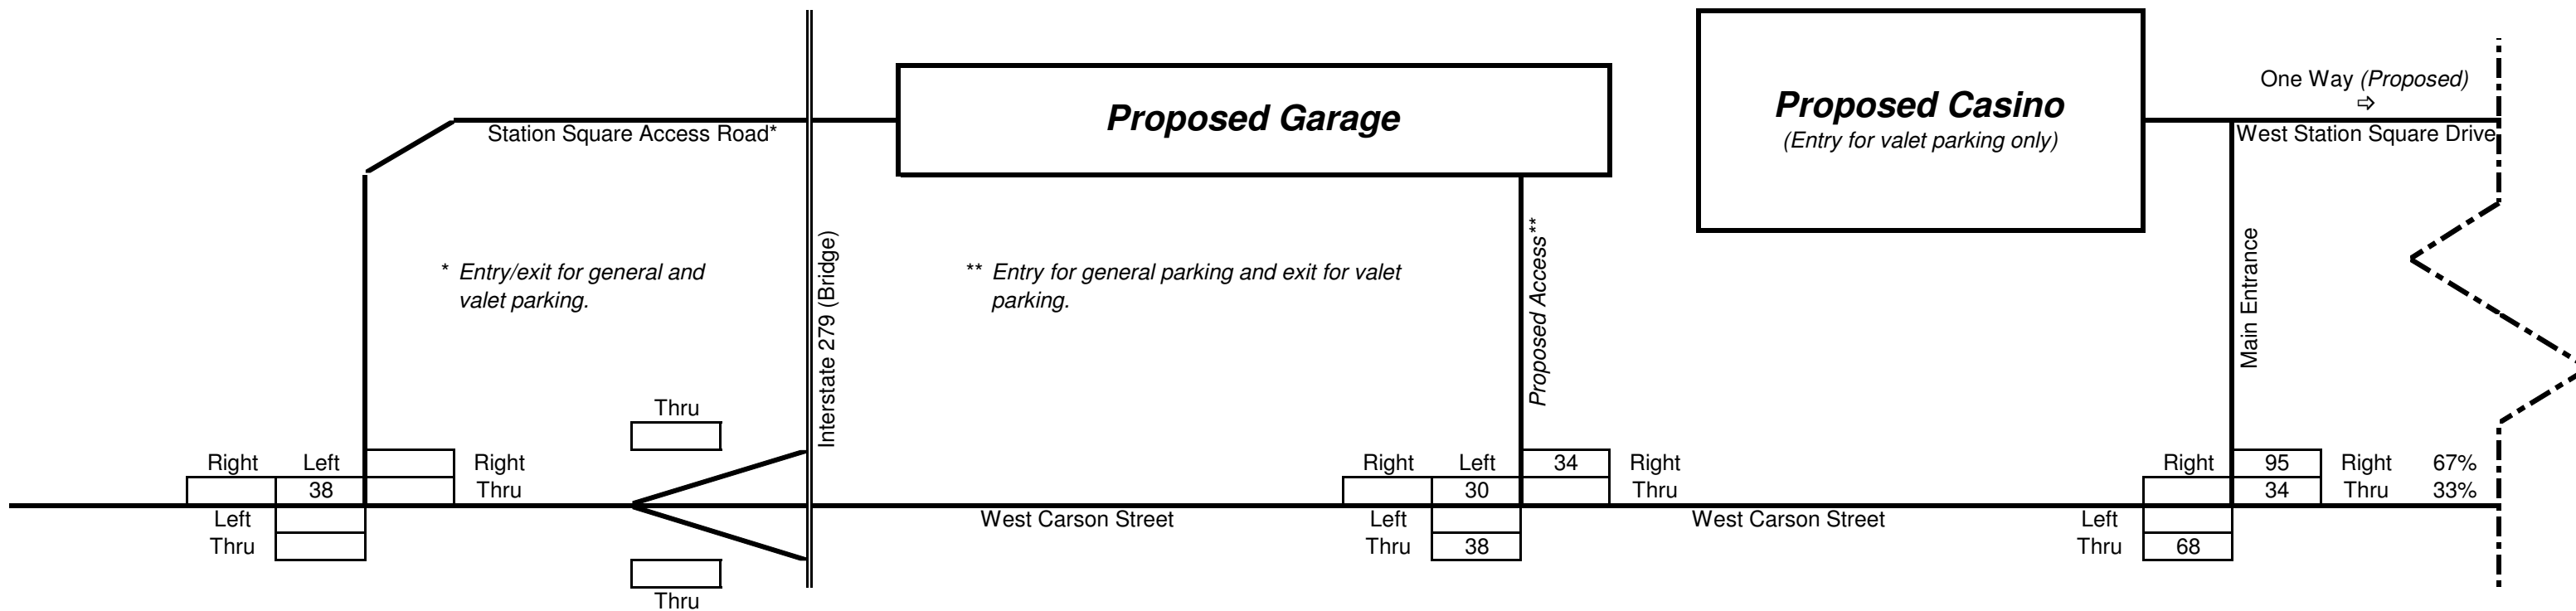 One Way (Proposed)
⇨
Proposed Garage
Proposed Casino
(Entry for valet parking only)
Station Square Access Road*
West Station Square Drive
* Entry/exit for general and
valet parking.
Interstate 279 (Bridge)
** Entry for general parking and exit for valet
parking.
Proposed Access**
Main Entrance
Thru
Right Left Right
38 Thru
Left
Thru
Thru
West Carson Street
Right Left 34 Right
30 Thru
Left
Thru 38
West Carson Street
Right 95 Right 67%
34 Thru 33%
Left
Thru 68